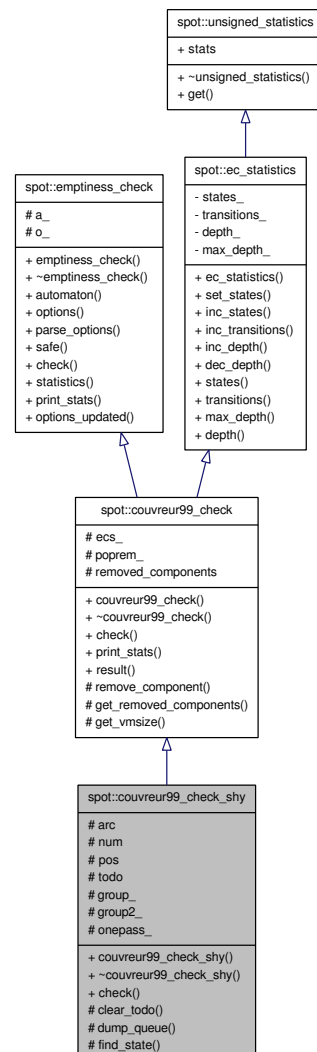 spot::unsigned_statistics
+ stats
+ ~unsigned_statistics()
+ get()
spot::emptiness_check
# a_
# o_
+ emptiness_check()
+ ~emptiness_check()
+ automaton()
+ options()
+ parse_options()
+ safe()
+ check()
+ statistics()
+ print_stats()
+ options_updated()
spot::ec_statistics
- states_
- transitions_
- depth_
- max_depth_
+ ec_statistics()
+ set_states()
+ inc_states()
+ inc_transitions()
+ inc_depth()
+ dec_depth()
+ states()
+ transitions()
+ max_depth()
+ depth()
spot::couvreur99_check
# ecs_
# poprem_
# removed_components
+ couvreur99_check()
+ ~couvreur99_check()
+ check()
+ print_stats()
+ result()
# remove_component()
# get_removed_components()
# get_vmsize()
spot::couvreur99_check_shy
# arc
# num
# pos
# todo
# group_
# group2_
# onepass_
+ couvreur99_check_shy()
+ ~couvreur99_check_shy()
+ check()
# clear_todo()
# dump_queue()
# find_state()